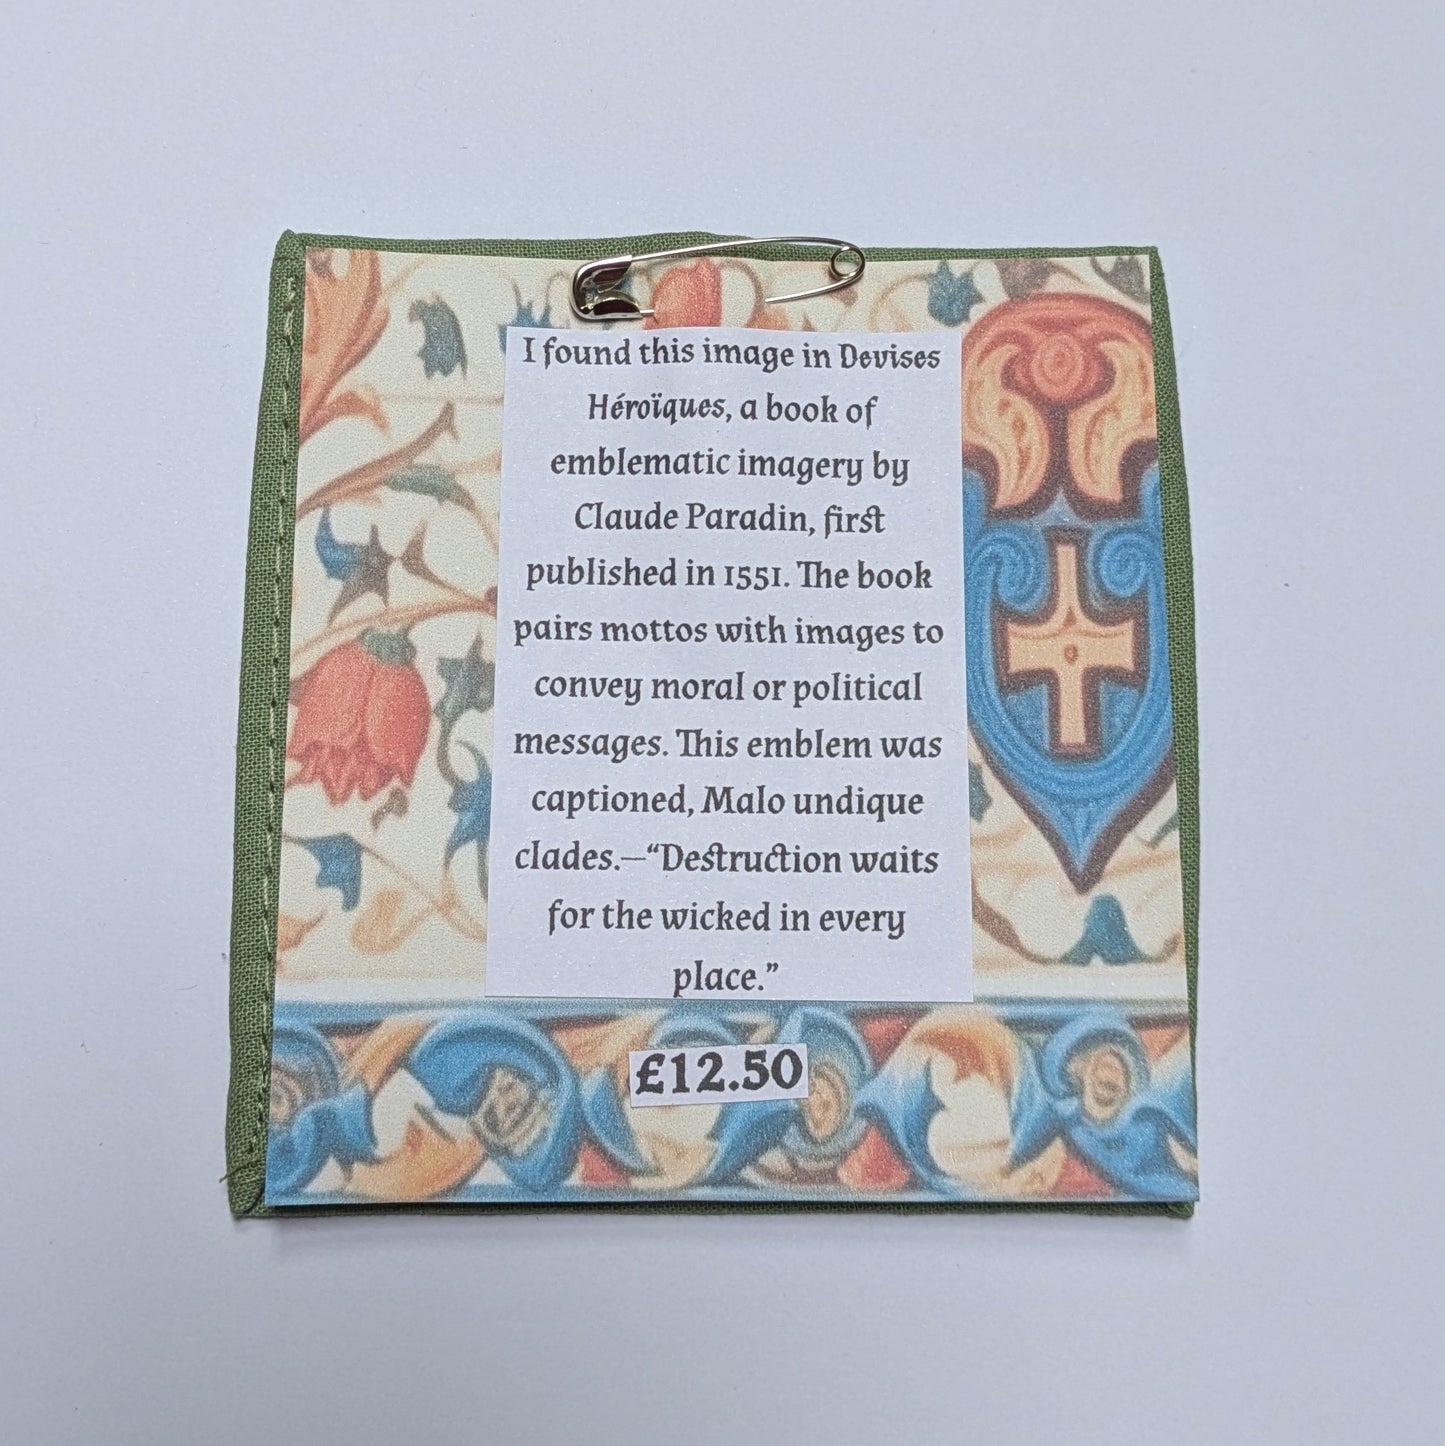 I found this image in Devises
Héroïques, a book of
emblematic imagery by
Claude Paradin, first
published in 1551. The book
pairs mottos with images to
convey moral or political
messages. This emblem was
captioned, Malo undique
clades.—“Destruction waits
for the wicked in every
place.”
£12.50